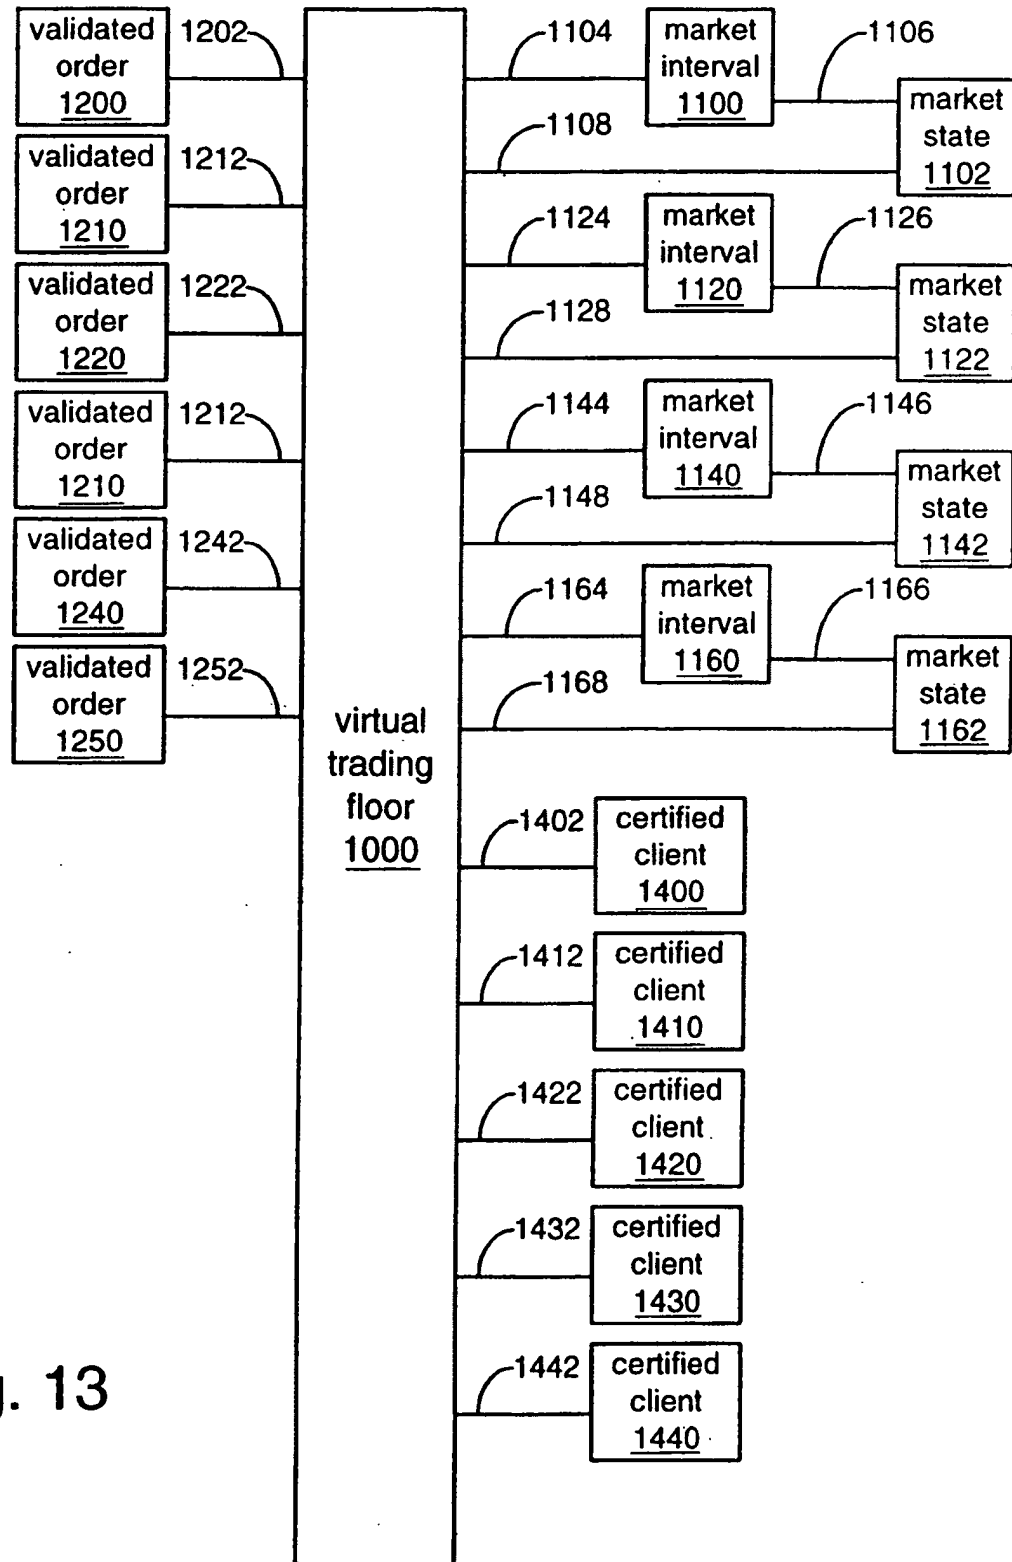 validated
order
1200
1202
validated
order
1210
1212
validated
order
1220
1222
validated
order
1210
1212
validated
order
1240
1242
validated
order
1250
1252
virtual
trading
floor
1000
1104
market
interval
1100
1106
market
state
1102
1108
1124
market
interval
1120
1126
market
state
1122
1128
1144
market
interval
1140
1146
market
state
1142
1148
1164
market
interval
1160
1166
market
state
1162
1168
1402
certified
client
1400
1412
certified
client
1410
1422
certified
client
1420
1432
certified
client
1430
1442
certified
client
1440
g. 13